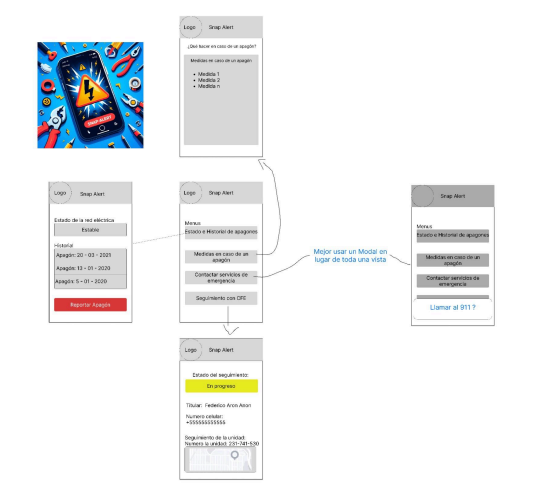 Logo
Snap Alert
¿Qué hacer en caso de un apagón?
Medidas en caso de un apagón
Medida 1
Medida 2
Medida n
SNAP ALERT
Logo
Snap Alert
Estado de la red eléctrica
Estable
Historial
Apagón: 20 - 03 - 2021
Apagón: 13 - 01 - 2020
Apagón: 5 - 01 - 2020
Reportar Apagón
Logo
Snap Alert
Menus
Estado e Historial de apagones
Medidas en caso de un
apagón
Contactar servicios de
emergencia
Seguimiento con CFE
Mejor usar un Modal en
lugar de toda una vista
Snap Alert
Menus
Estado e Historial de apagones
Medidas en caso de un
apagón
Contactar servicios de
emergencia
Llamar al 911 ?
Logo
Snap Alert
Estado del seguimiento:
En progreso
Titular: Federico Aron Anon
Numero celular:
+555555555555
Seguimiento de la unidad:
Numero la unidad: 231-741-530